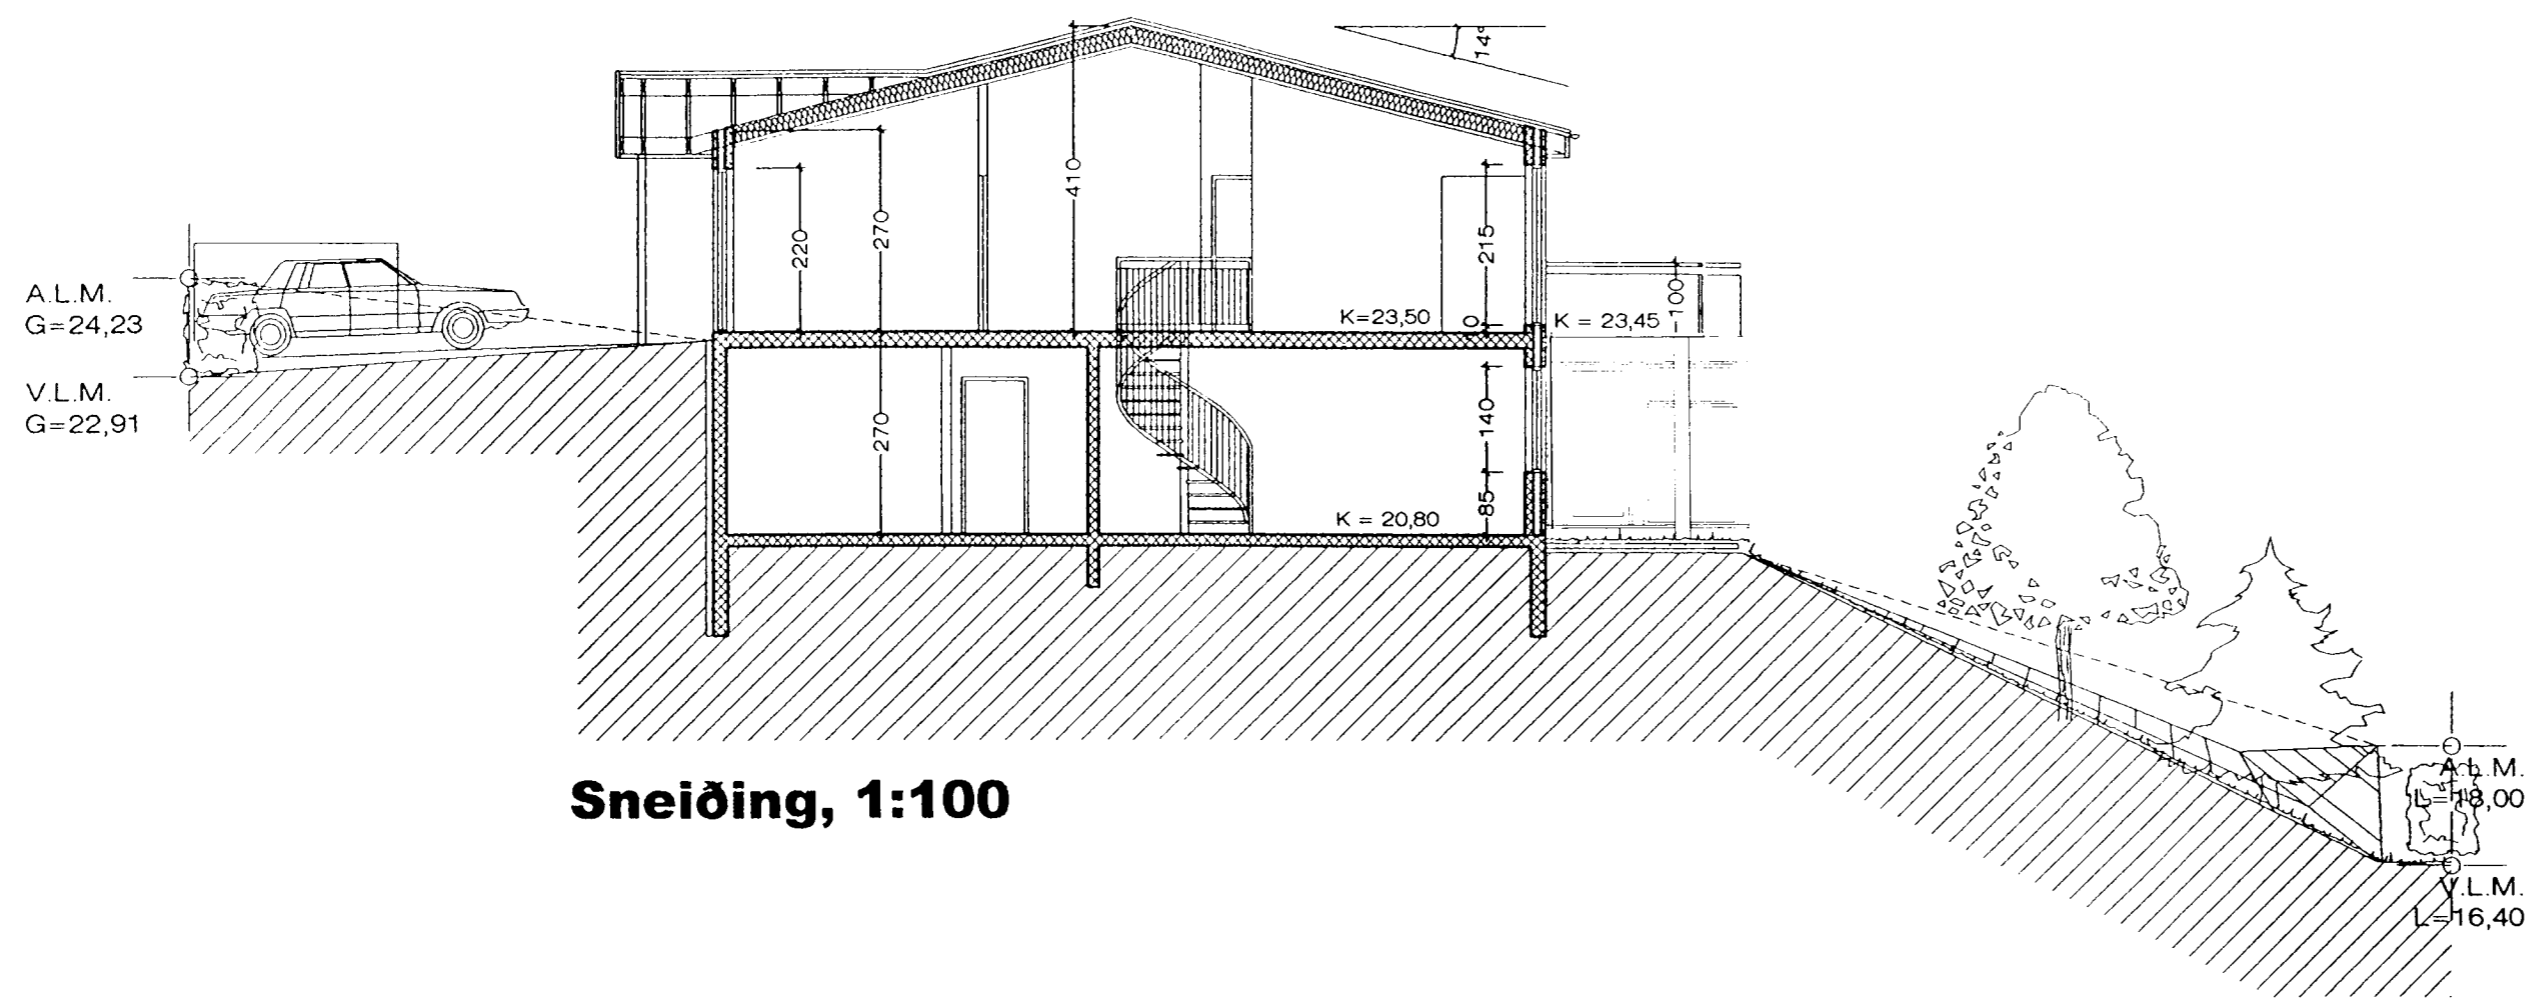 14°
410
270
220
215
100
A.L.M.
G=24,23
K=23,50
0
K = 23,45
V.L.M.
G=22,91
270
140
85
K = 20,80
Sneiðing, 1:100
A.L.M.
L=18,00
V.L.M.
L=16,40